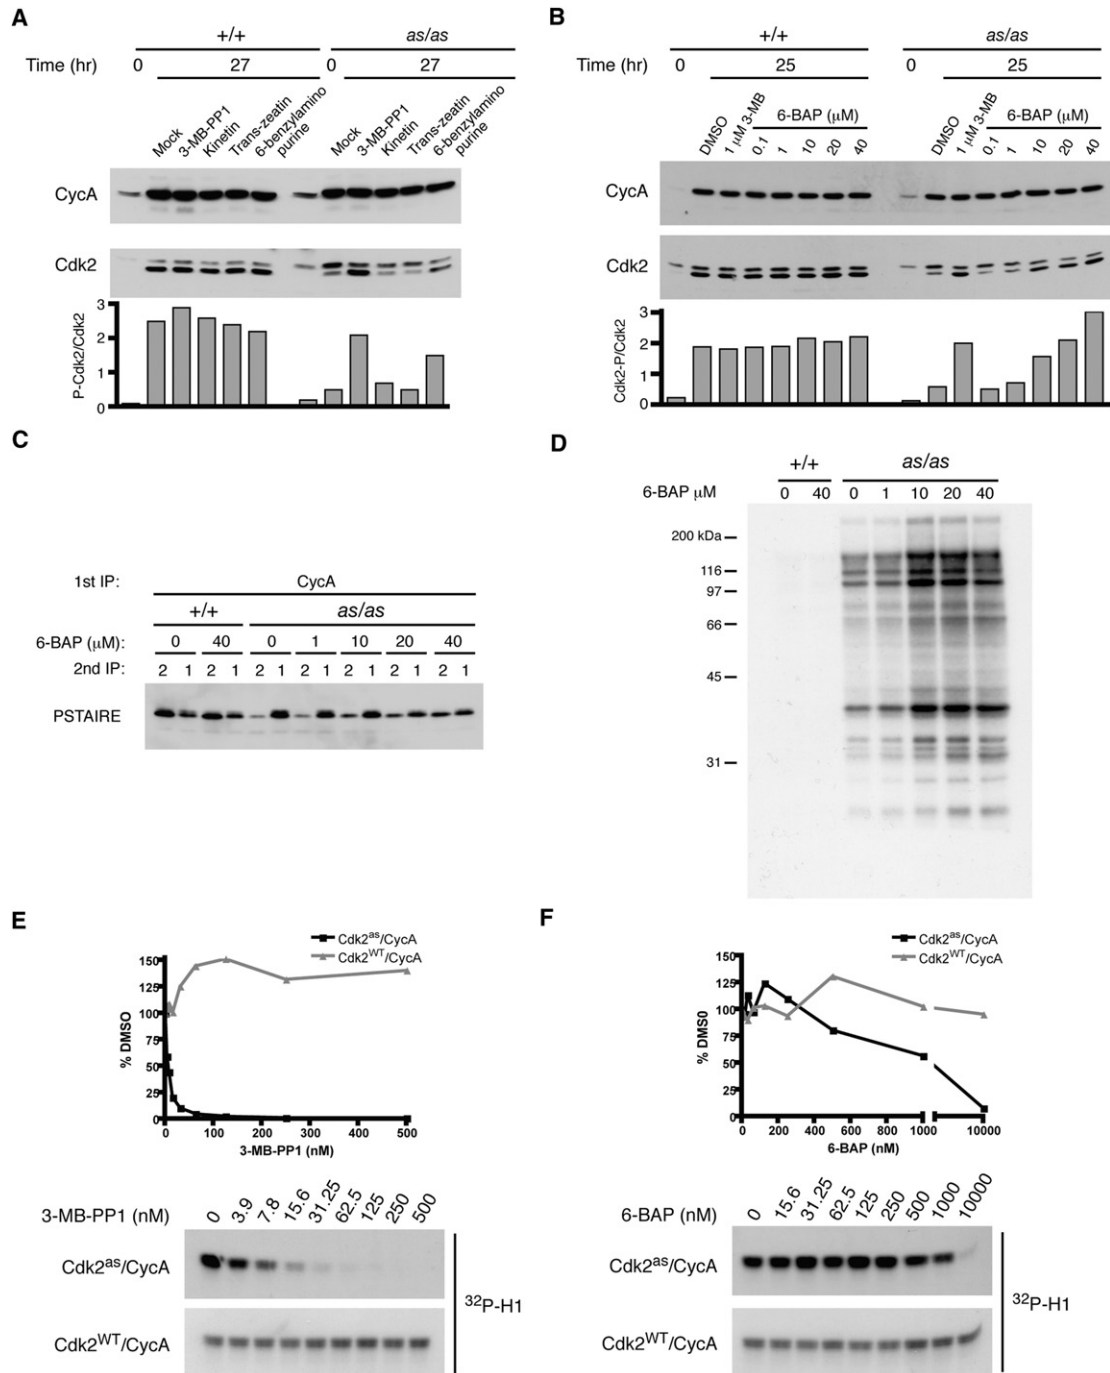 A
+/+
as/as
Time (hr) 0 27 0 27
Mock 3-MB-PP1 Kinetin Trans-zeatin 6-benzylamino purine Mock 3-MB-PP1 Kinetin Trans-zeatin 6-benzylamino purine
CycA
Cdk2
P-Cdk2/Cdk2
3
2
1
0
B
+/+
as/as
Time (hr) 0 25 0 25
DMSO 1 µM 3-MB 6-BAP (µM) DMSO 1 µM 3-MB 6-BAP (µM)
0.1 1 10 20 40 0.1 1 10 20 40
CycA
Cdk2
Cdk2-P/Cdk2
3
2
1
0
C
1st IP: CycA
+/+ as/as
6-BAP (µM): 0 40 0 1 10 20 40
2nd IP: 2 1 2 1 2 1 2 1 2 1 2 1 2 1
PSTAIRE
D
+/+ as/as
6-BAP µM 0 40 0 1 10 20 40
200 kDa
116
97
66
45
31
E
Cdk2as/CycA
Cdk2WT/CycA
% DMSO
150
125
100
75
50
25
0
0 100 200 300 400 500
3-MB-PP1 (nM)
3-MB-PP1 (nM) 0 3.9 7.8 15.6 31.25 62.5 125 250 500
Cdk2as/CycA
32P-H1
Cdk2WT/CycA
F
Cdk2as/CycA
Cdk2WT/CycA
% DMS0
150
125
100
75
50
25
0
0 200 400 600 800 1000 10000
6-BAP (nM)
6-BAP (nM) 0 15.6 31.25 62.5 125 250 500 1000 10000
Cdk2as/CycA
32P-H1
Cdk2WT/CycA